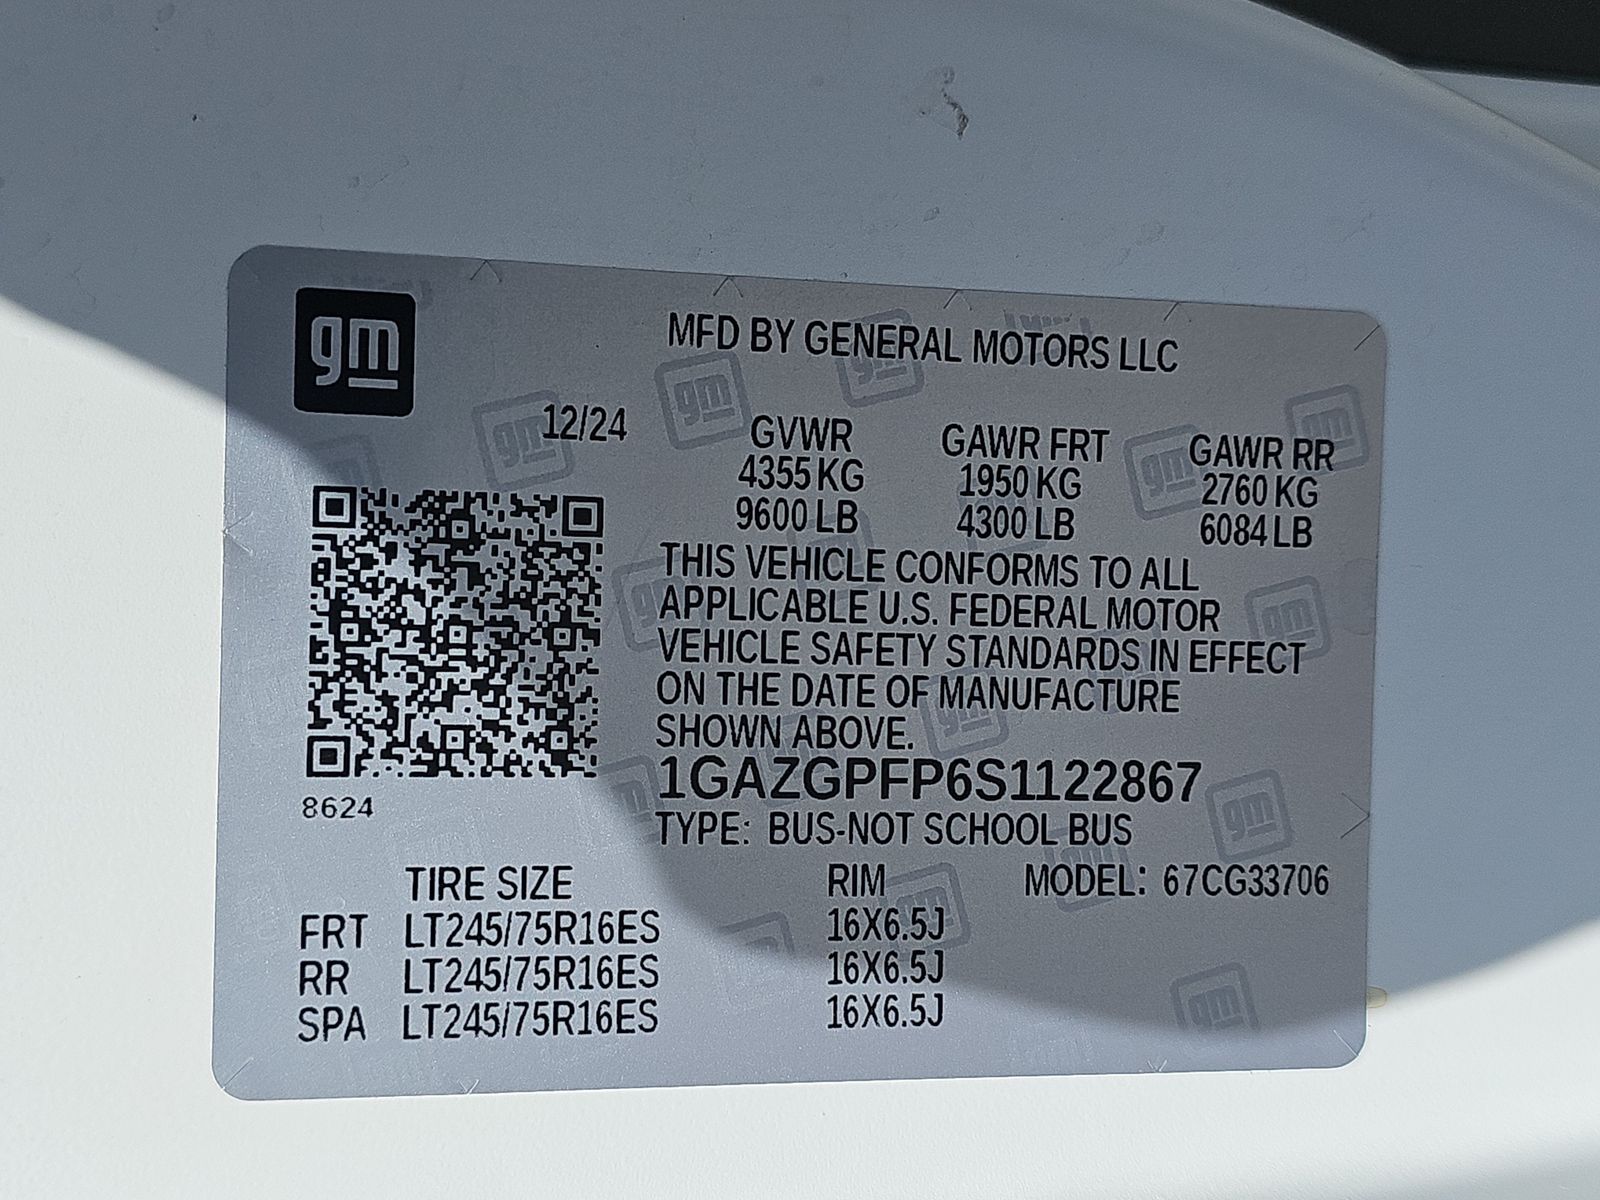 gm
MFD BY GENERAL MOTORS LLC
12/24
GVWR GAWR FRT GAWR RR
4355 KG 1950 KG 2760 KG
9600 LB 4300 LB 6084 LB
THIS VEHICLE CONFORMS TO ALL
APPLICABLE U.S. FEDERAL MOTOR
VEHICLE SAFETY STANDARDS IN EFFECT
ON THE DATE OF MANUFACTURE
SHOWN ABOVE.
1GAZGPFP6S1122867
8624
TYPE: BUS-NOT SCHOOL BUS
TIRE SIZE RIM MODEL: 67CG33706
FRT LT245/75R16ES 16X6.5J
RR LT245/75R16ES 16X6.5J
SPA LT245/75R16ES 16X6.5J